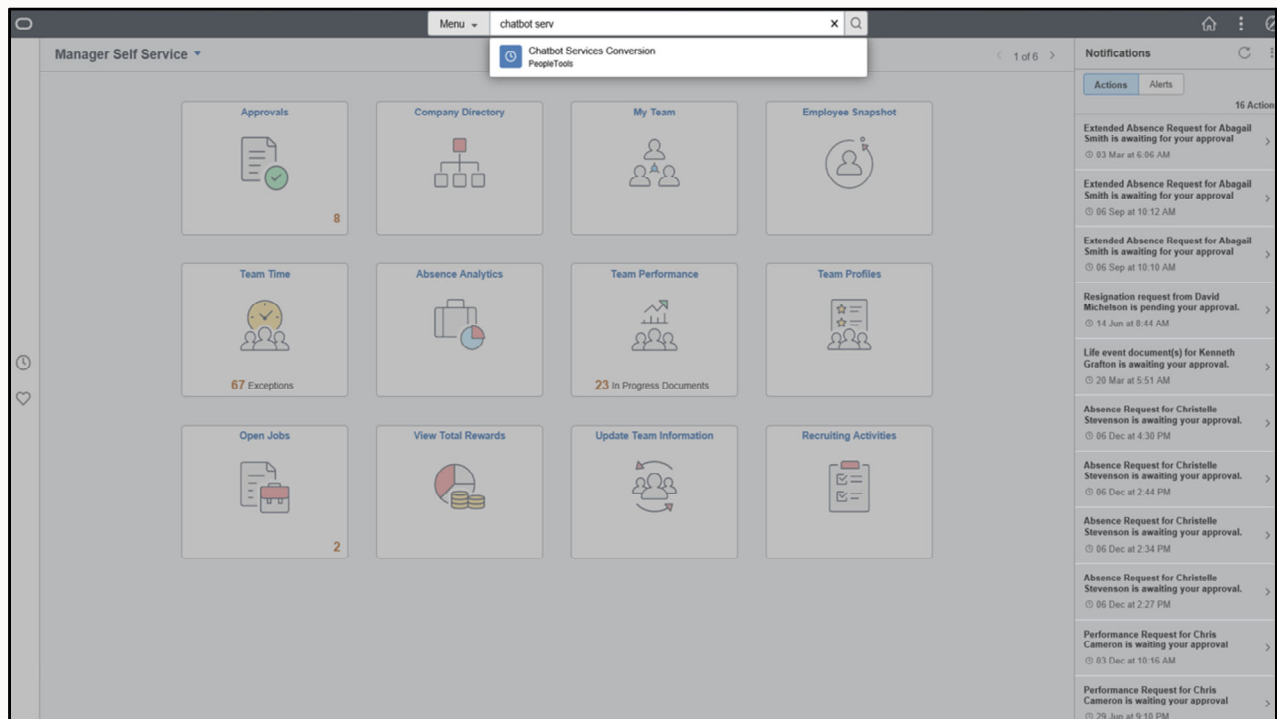 Menu
chatbot serv
Chatbot Services Conversion
PeopleTools
Manager Self Service
1 of 6
Notifications
Actions
Alerts
16 Action
Approvals
8
Company Directory
My Team
Employee Snapshot
Team Time
67 Exceptions
Absence Analytics
Team Performance
23 In Progress Documents
Team Profiles
Open Jobs
2
View Total Rewards
Update Team Information
Recruiting Activities
Extended Absence Request for Abagail
Smith is awaiting for your approval
03 Mar at 6:06 AM
Extended Absence Request for Abagail
Smith is awaiting for your approval
06 Sep at 10:12 AM
Extended Absence Request for Abagail
Smith is awaiting for your approval
06 Sep at 10:10 AM
Resignation request from David
Michelson is pending your approval.
14 Jun at 8:44 AM
Life event document(s) for Kenneth
Grafton is awaiting your approval.
20 Mar at 5:51 AM
Absence Request for Christelle
Stevenson is awaiting your approval.
06 Dec at 4:30 PM
Absence Request for Christelle
Stevenson is awaiting your approval.
06 Dec at 2:44 PM
Absence Request for Christelle
Stevenson is awaiting your approval.
06 Dec at 2:34 PM
Absence Request for Christelle
Stevenson is awaiting your approval.
06 Dec at 2:27 PM
Performance Request for Chris
Cameron is waiting your approval
03 Dec at 10:16 AM
Performance Request for Chris
Cameron is waiting your approval
29 Jun at 9:10 PM